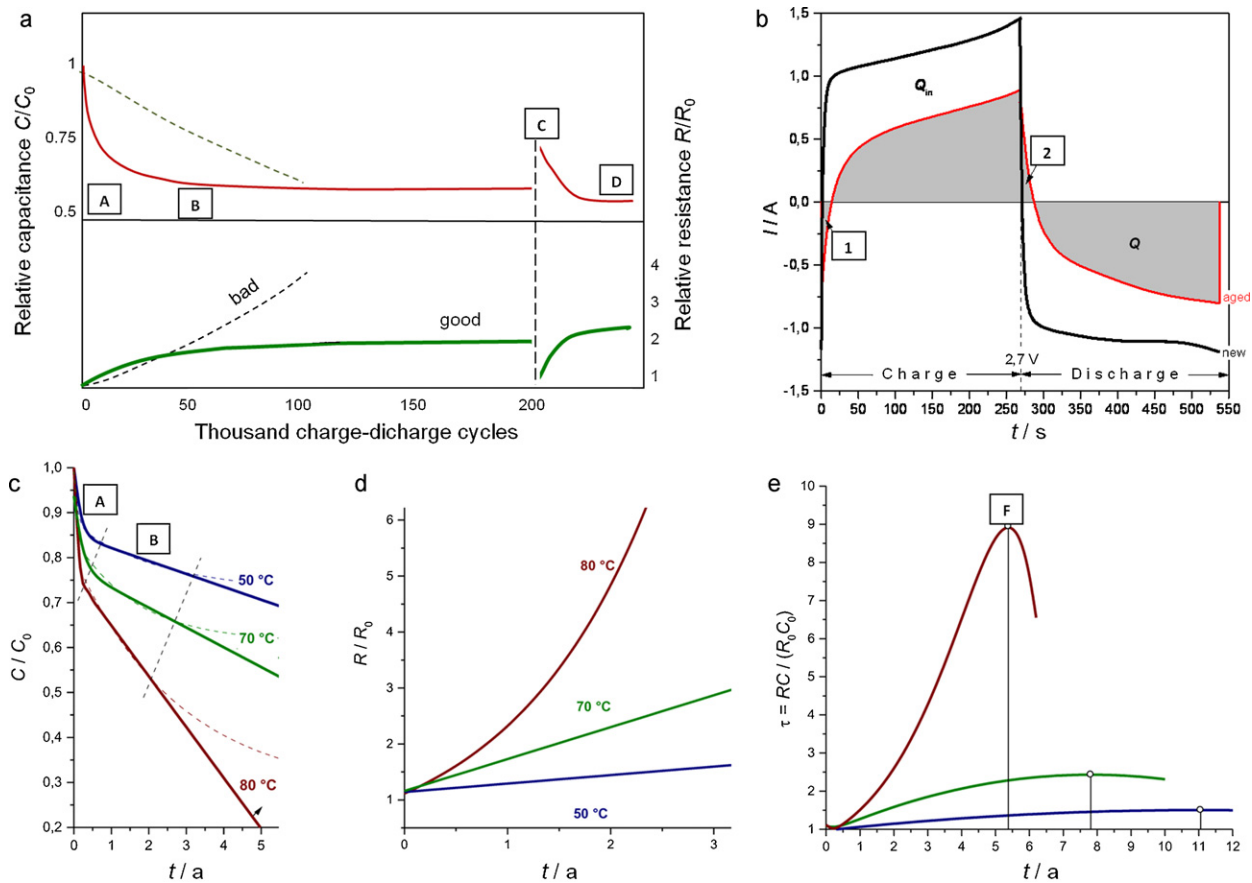 a
Relative capacitance C/C0
1
0.75
0.5
A
B
C
D
bad
good
4
3
2
1
Relative resistance R/R0
0
50
100
150
200
Thousand charge-dicharge cycles
b
I / A
1,5
1,0
0,5
0,0
-0,5
-1,0
-1,5
Qin
2
1
Q
aged
new
2,7 V
Charge
Discharge
0
50
100
150
200
250
300
350
400
450
500
550
t / s
c
C / C0
1,0
0,9
0,8
0,7
0,6
0,5
0,4
0,3
0,2
A
B
50 °C
70 °C
80 °C
0
1
2
3
4
5
t / a
d
R / R0
6
5
4
3
2
1
80 °C
70 °C
50 °C
0
1
2
3
t / a
e
τ = RC / (R0C0)
10
9
8
7
6
5
4
3
2
1
F
0
1
2
3
4
5
6
7
8
9
10
11
12
t / a